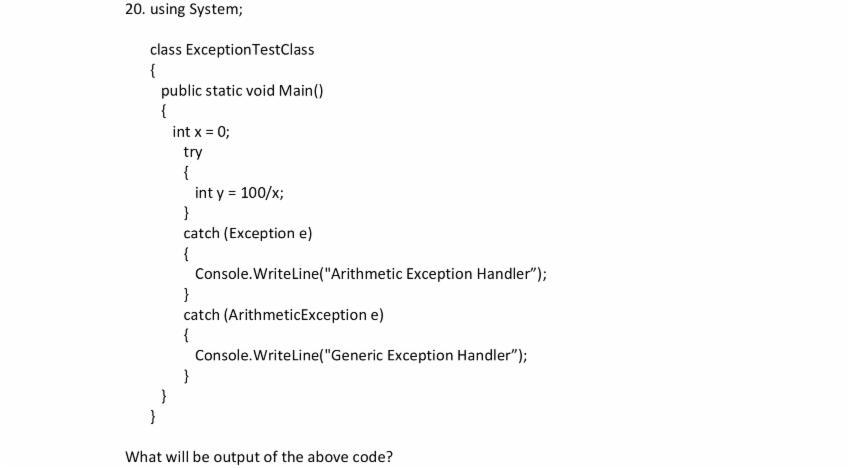 20. using System;
class ExceptionTestClass
{
public static void Main()
{
int x = 0;
try
{
int y = 100/x;
}
catch (Exception e)
{
Console.WriteLine("Arithmetic Exception Handler”);
}
catch (ArithmeticException e)
{
Console.WriteLine("Generic Exception Handler”);
}
}
}
What will be output of the above code?